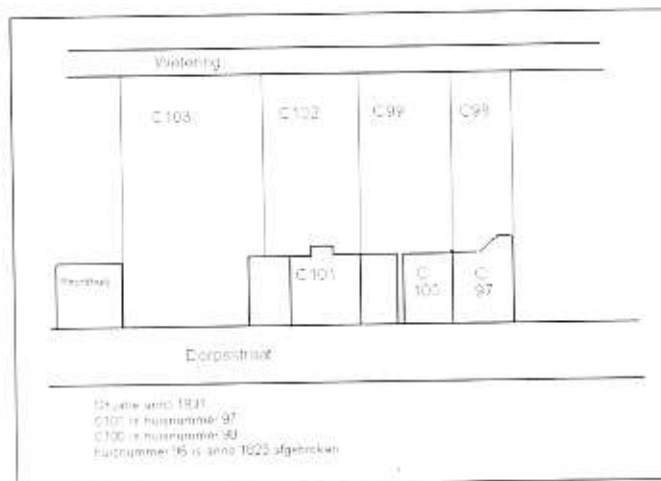 Wetering
C103
C102
C99
C98
C101
C
100
C
97
Dorpsstraat
Situatie anno 1831
C101 is huisnummer 97
C100 is huisnummer 98
huisnummer 96 is anno 1823 afgebroken